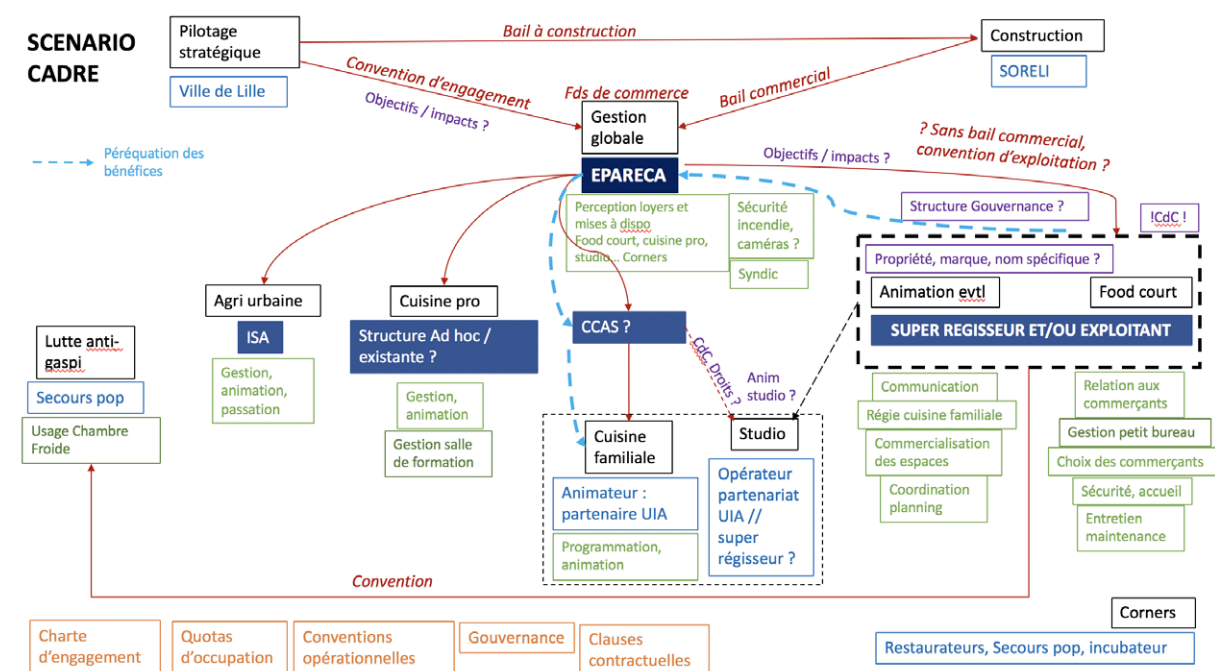 SCENARIO
CADRE
Pilotage
stratégique
Ville de Lille
Bail à construction
Construction
SORELI
Convention d'engagement
Objectifs / impacts ?
Fds de commerce
Bail commercial
Gestion
globale
EPARECA
? Sans bail commercial,
convention d'exploitation ?
Objectifs / impacts ?
Péréquation des
bénéfices
Perception loyers et
mises à dispo
Food court, cuisine pro,
studio... Corners
Sécurité
incendie,
caméras ?
Syndic
Structure Gouvernance ?
!CdC !
Propriété, marque, nom spécifique ?
Animation evtl
Food court
SUPER REGISSEUR ET/OU EXPLOITANT
Agri urbaine
ISA
Gestion,
animation,
passation
Cuisine pro
Structure Ad hoc /
existante ?
Gestion,
animation
Gestion salle
de formation
CCAS ?
CdC, Droits ?
Anim
studio ?
Lutte anti-
gaspi
Secours pop
Usage Chambre
Froide
Cuisine
familiale
Animateur :
partenaire UIA
Programmation,
animation
Studio
Opérateur
partenariat
UIA //
super
régisseur ?
Communication
Régie cuisine familiale
Commercialisation
des espaces
Coordination
planning
Relation aux
commerçants
Gestion petit bureau
Choix des commerçants
Sécurité, accueil
Entretien
maintenance
Convention
Corners
Restaurateurs, Secours pop, incubateur
Charte
d'engagement
Quotas
d'occupation
Conventions
opérationnelles
Gouvernance
Clauses
contractuelles